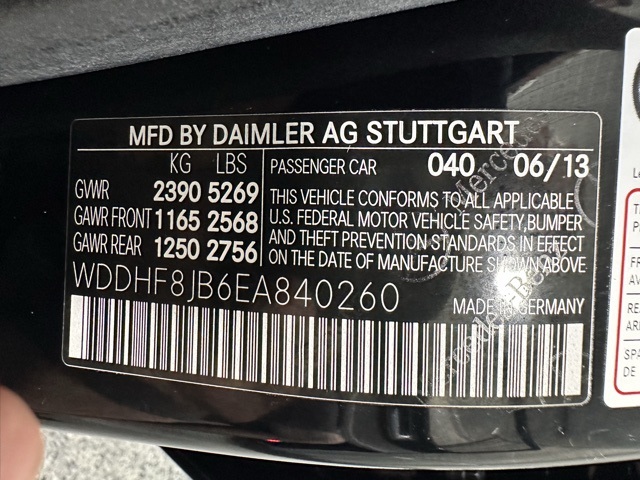 MFD BY DAIMLER AG STUTTGART
KG LBS PASSENGER CAR 040 06/13
GVWR 2390 5269
GAWR FRONT 1165 2568
GAWR REAR 1250 2756
THIS VEHICLE CONFORMS TO ALL APPLICABLE
U.S. FEDERAL MOTOR VEHICLE SAFETY, BUMPER
AND THEFT PREVENTION STANDARDS IN EFFECT
ON THE DATE OF MANUFACTURE SHOWN ABOVE
WDDHF8JB6EA840260 MADE IN GERMANY
Mercedes-Benz